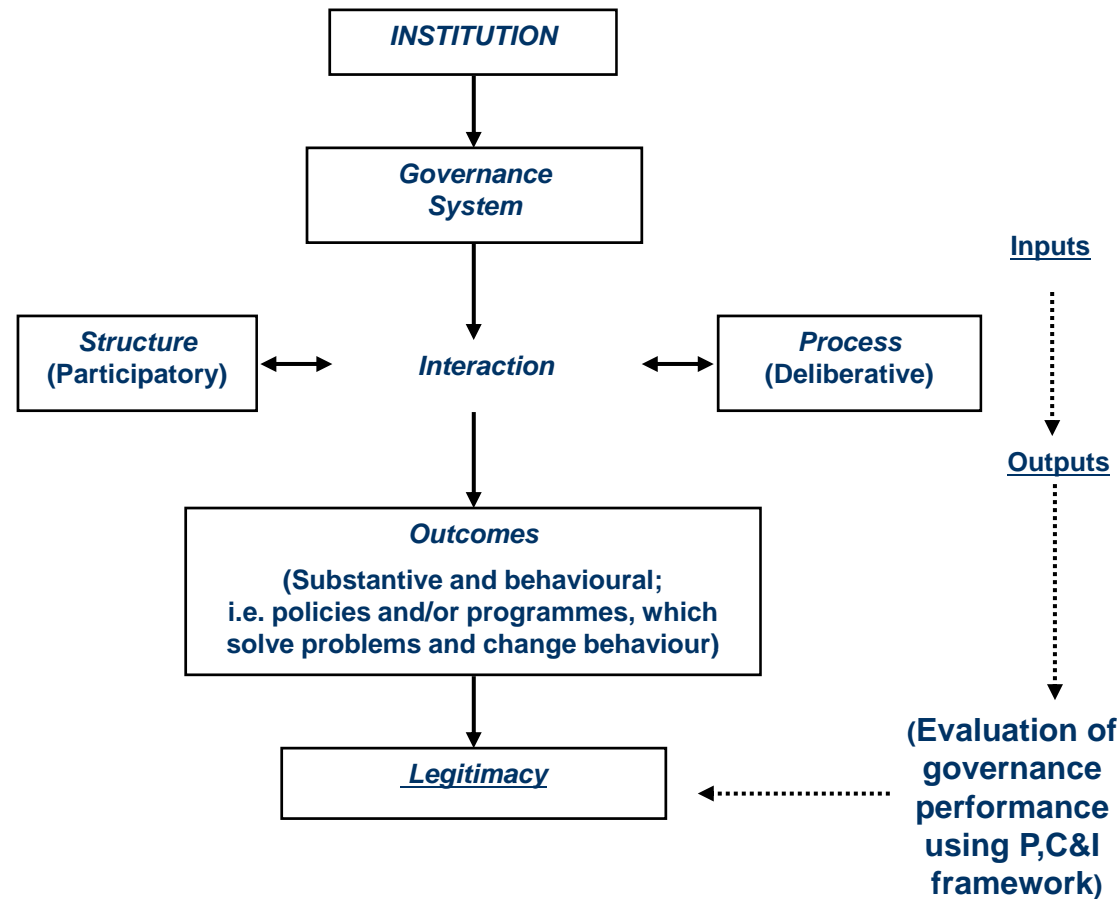 INSTITUTION
Governance
System
Inputs
Structure
(Participatory)
Interaction
Process
(Deliberative)
Outputs
Outcomes
(Substantive and behavioural;
i.e. policies and/or programmes, which
solve problems and change behaviour)
Legitimacy
(Evaluation of
governance
performance
using P,C&I
framework)